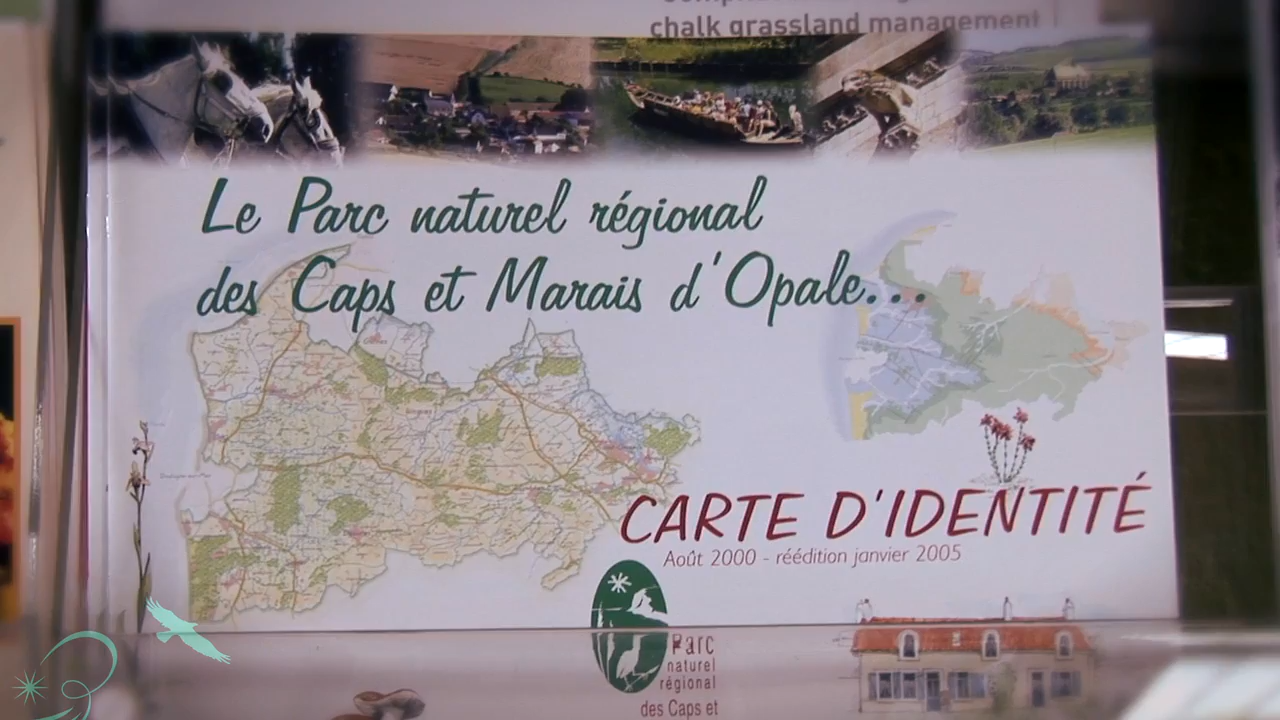 chalk grassland management
Le Parc naturel régional
des Caps et Marais d'Opale...
CARTE D'IDENTITÉ
Août 2000 - réédition janvier 2005
Parc
naturel
régional
des Caps et